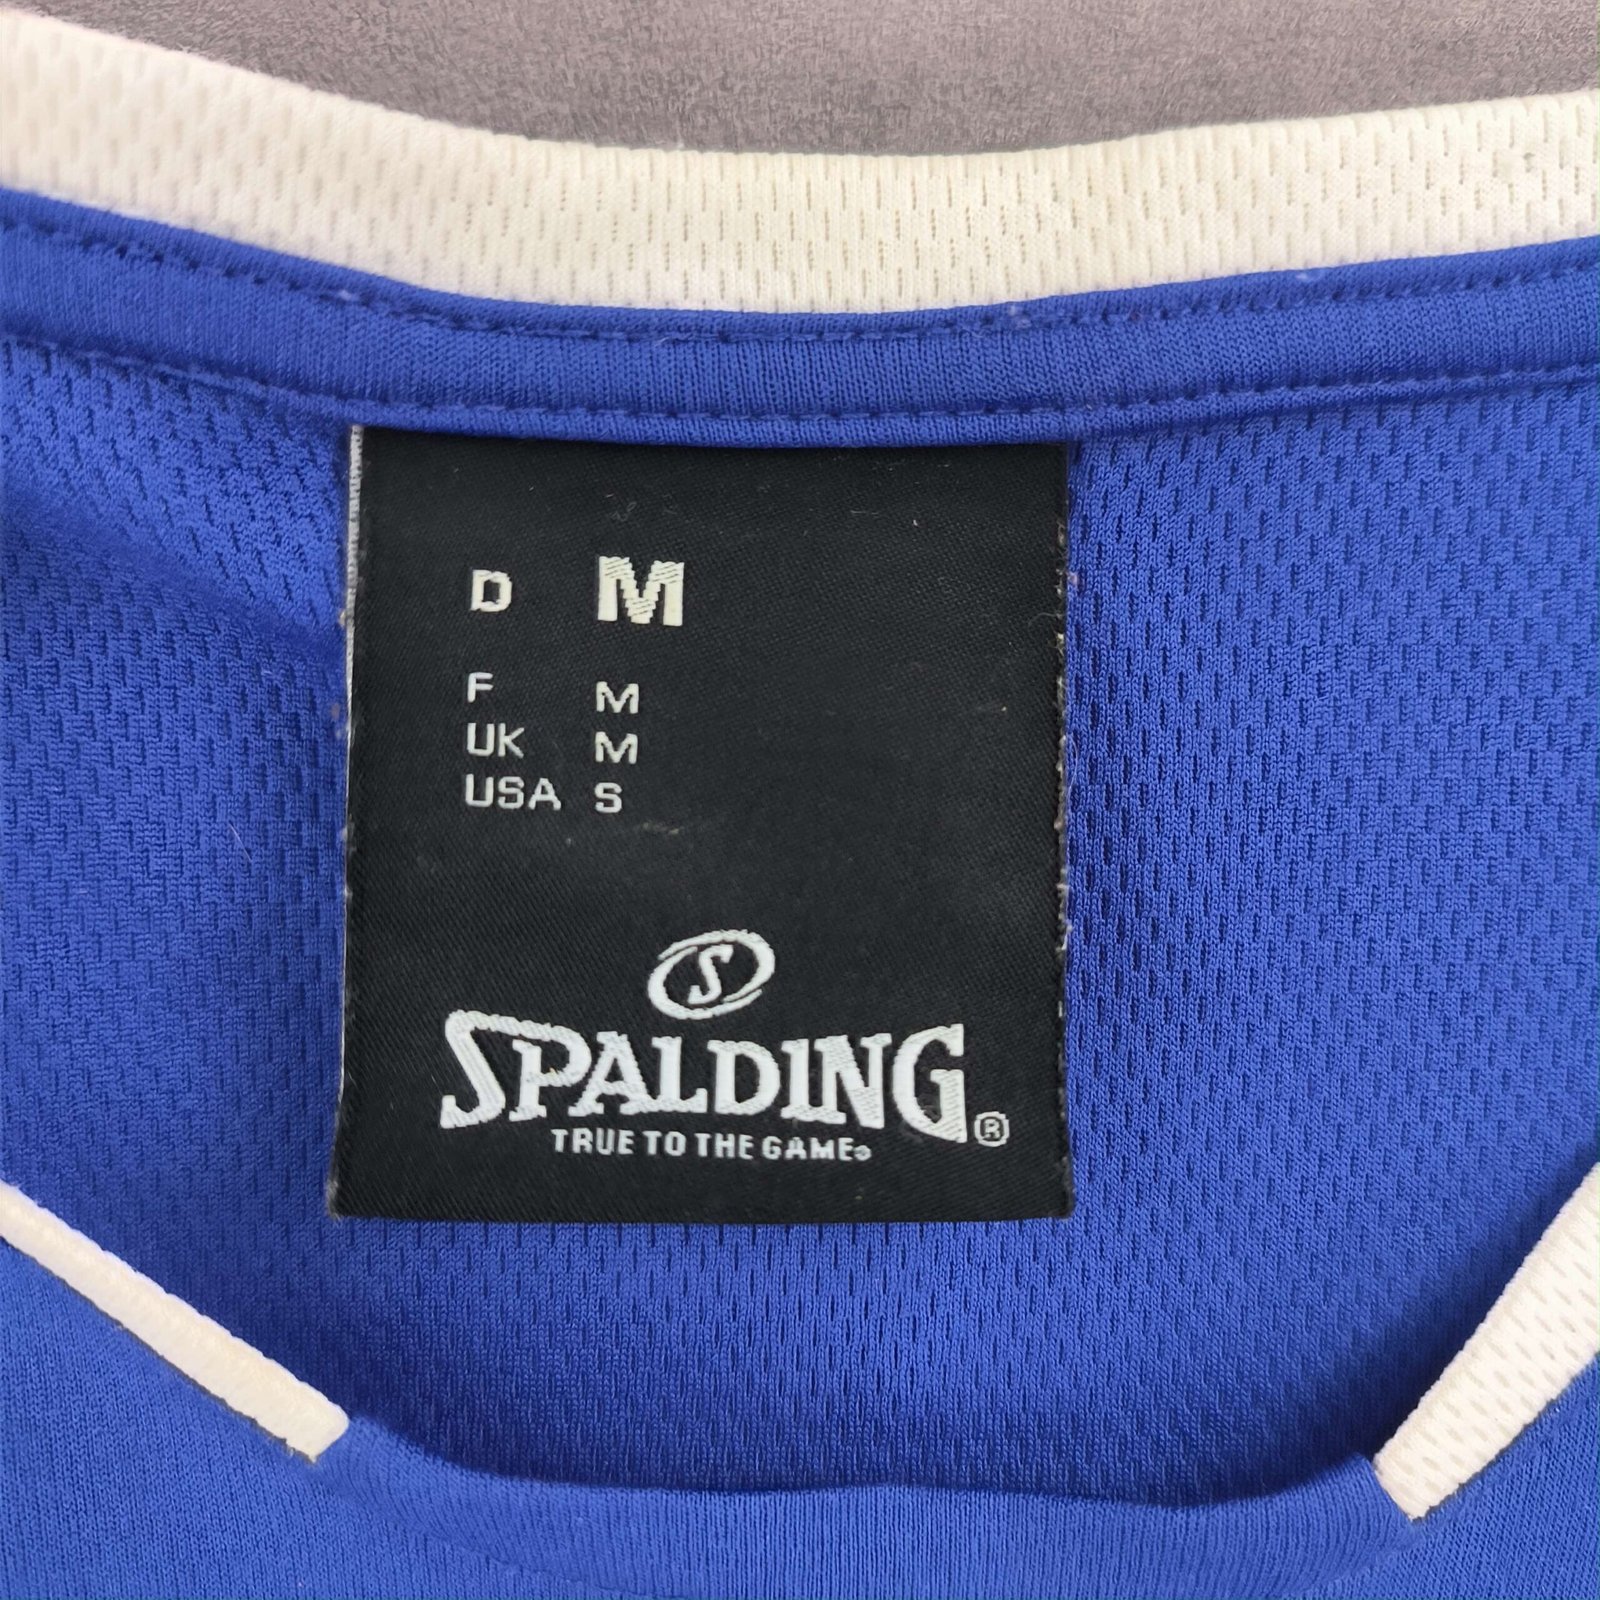 D M
F M
UK M
USA S
S
SPALDING®
TRUE TO THE GAME®